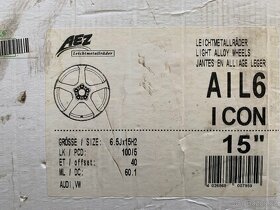 AEZ
Leichtmetallräder
LEICHTMETALLRÄDER
LIGHT ALLOY WHEELS
JANTES EN ALLIAGE LEGER
AIL6
ICON
15"
GRÖSSE / SIZE: 6.5Jx15H2
LK / PCD: 100/5
ET / offset: 40
ML / DC: 60.1
AUDI, VW